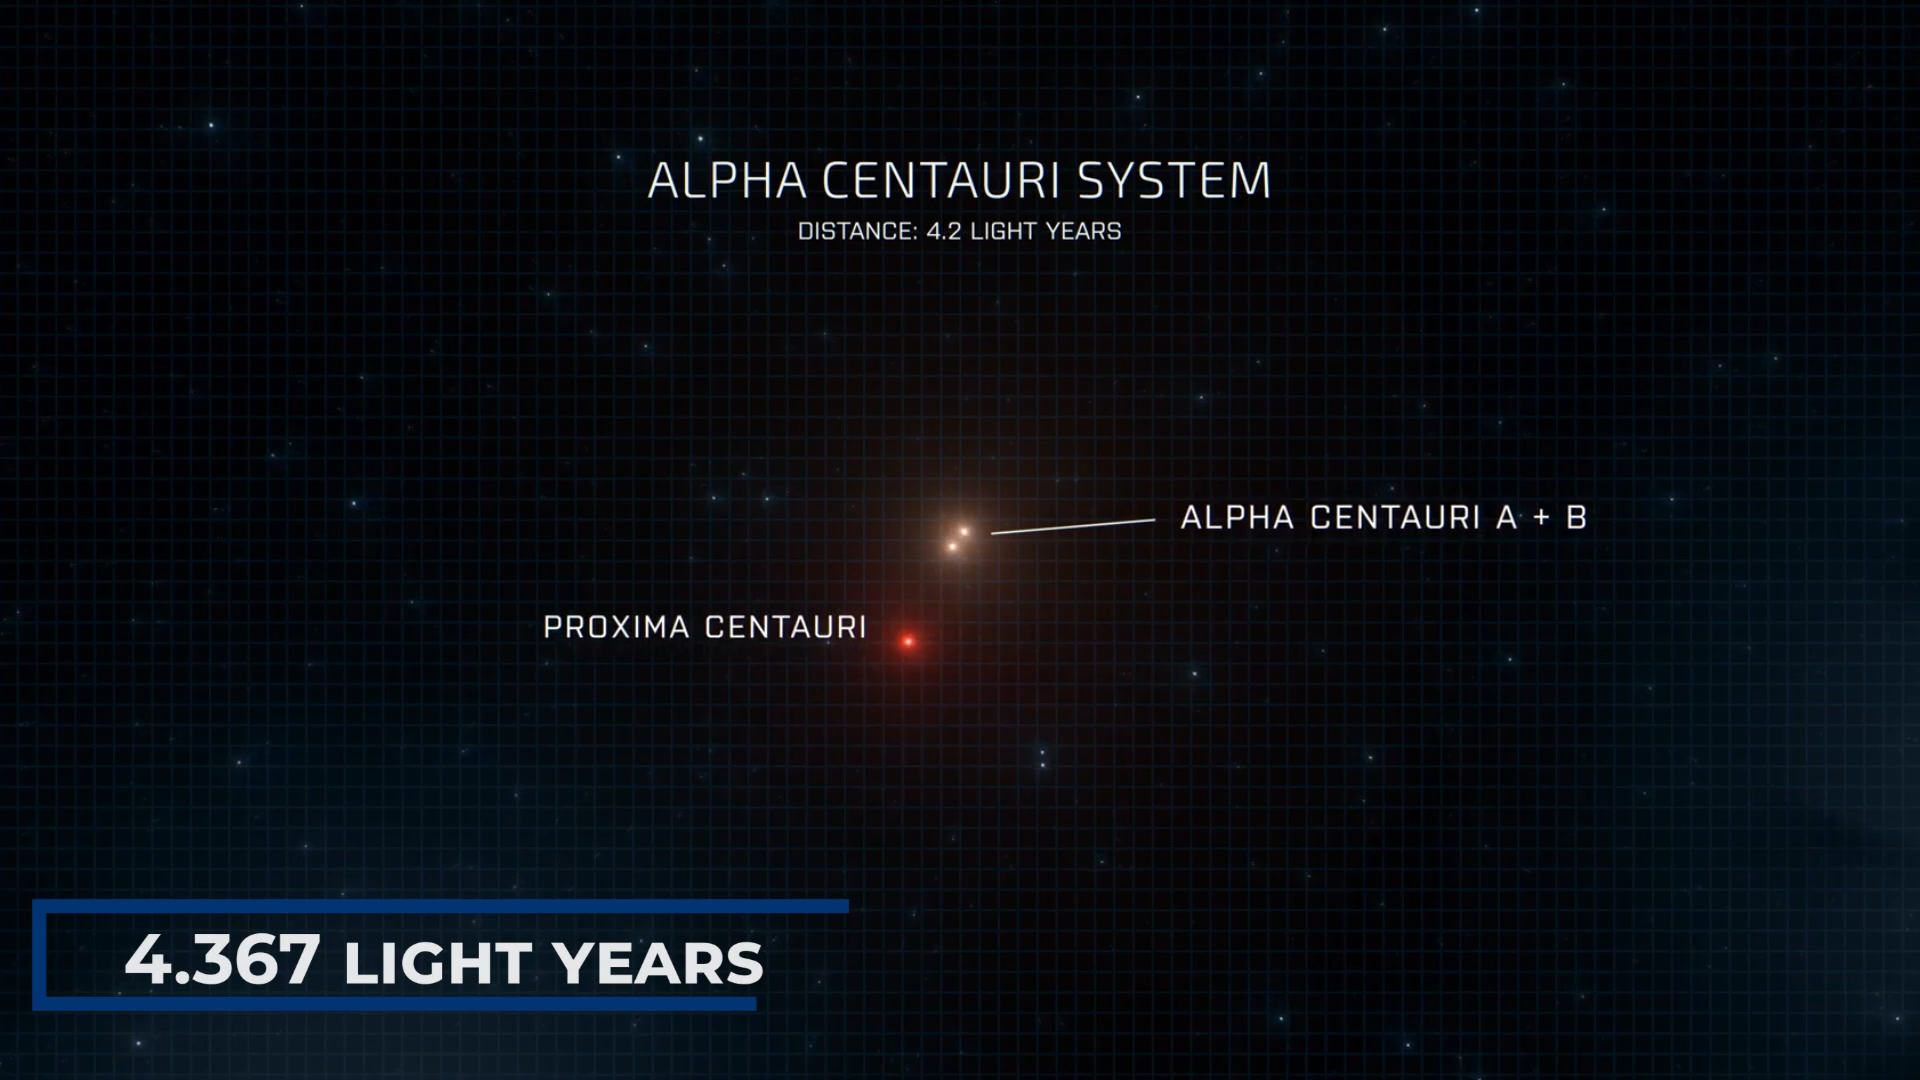 ALPHA CENTAURI SYSTEM
DISTANCE: 4.2 LIGHT YEARS
ALPHA CENTAURI A + B
PROXIMA CENTAURI
4.367 LIGHT YEARS